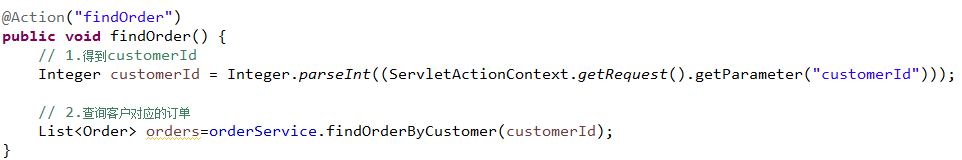 @Action("findOrder")
public void findOrder() {
    // 1.得到customerId
    Integer customerId = Integer.parseInt((ServletActionContext.getRequest().getParameter("customerId")));

    // 2.查询客户对应的订单
    List<Order> orders=orderService.findOrderByCustomer(customerId);
}